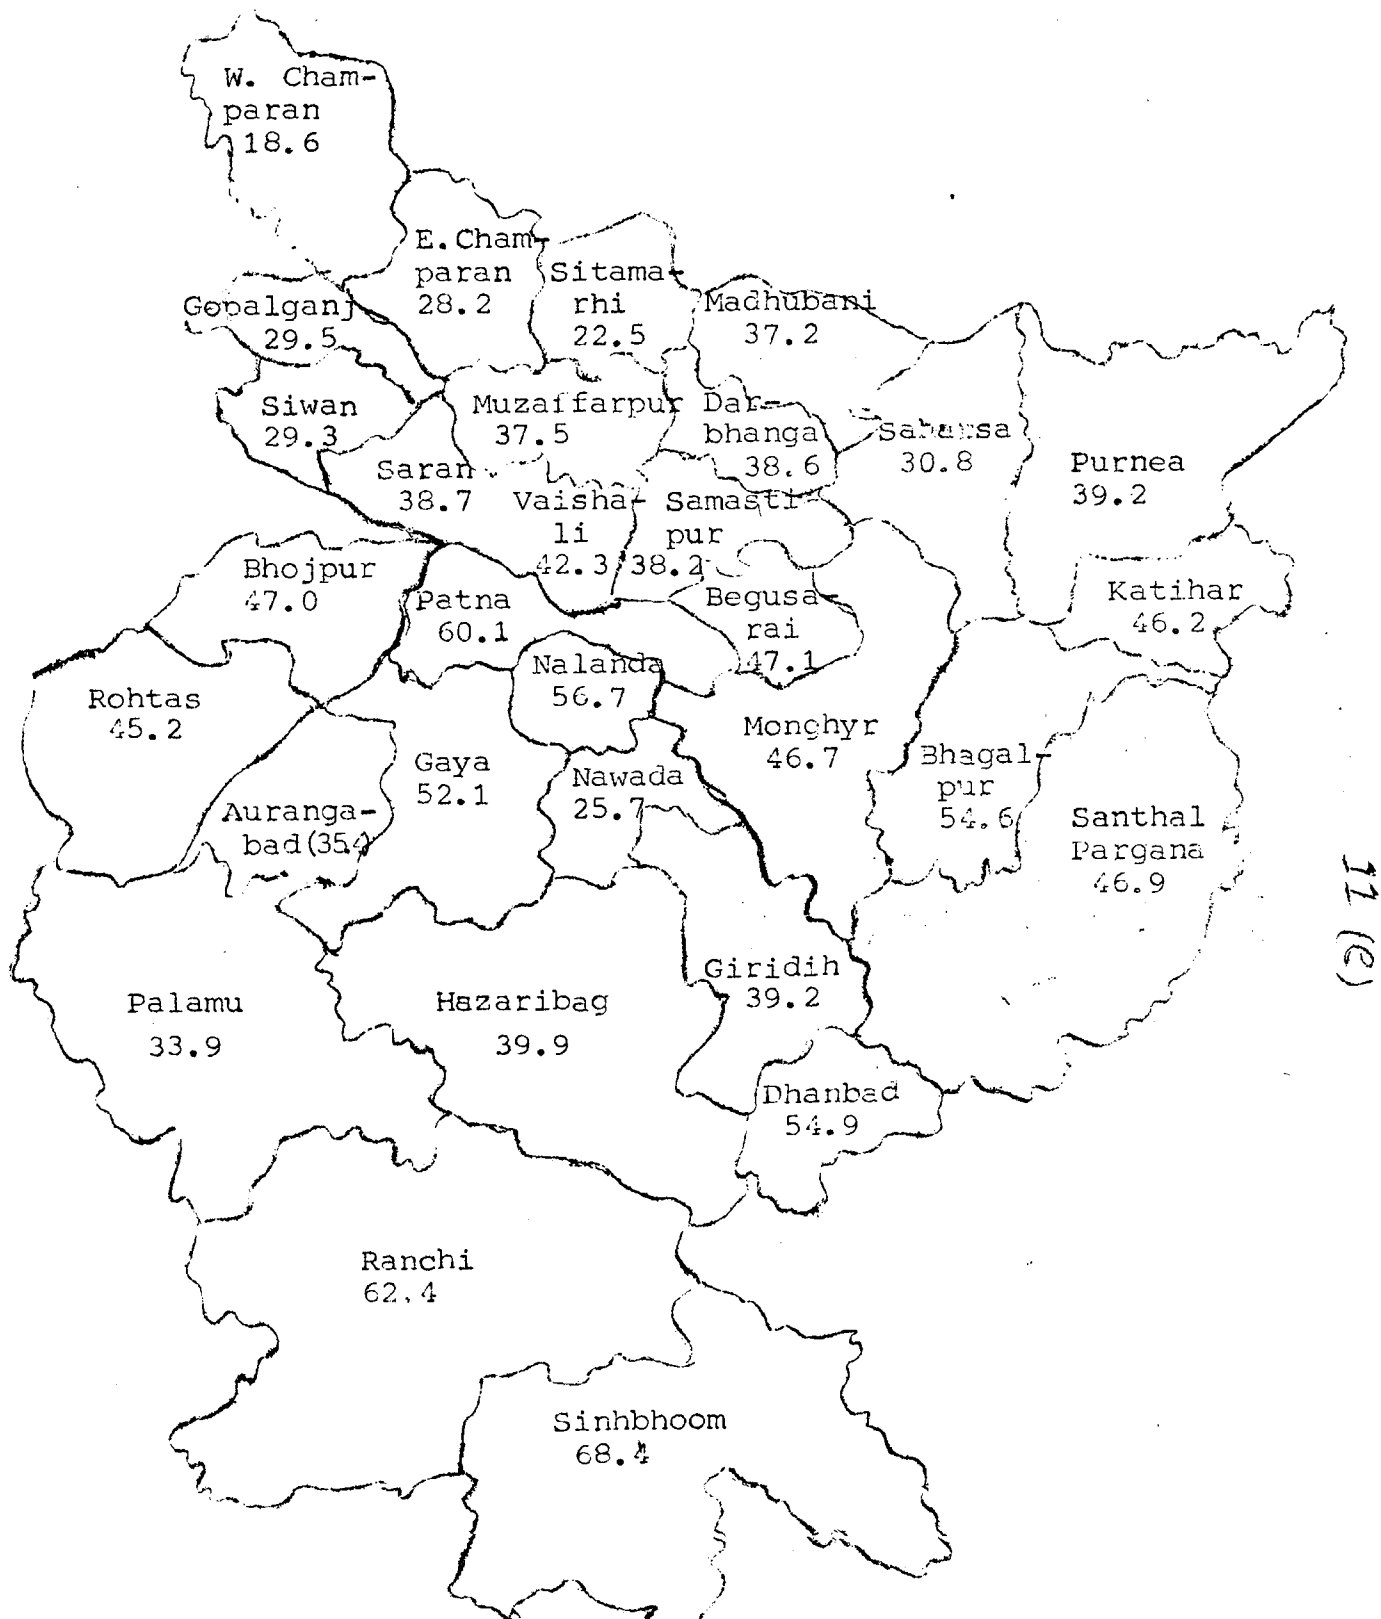 W. Cham-
paran
18.6
E.Cham-
paran
28.2
Sitama-
rhi
22.5
Gopalganj
29.5
Madhubani
37.2
Siwan
29.3
Muzaffarpur
37.5
Dar-
bhanga
38.6
Saharsa
30.8
Purnea
39.2
Saran
38.7
Vaisha-
li
42.3
Samasti-
pur
38.2
Bhojpur
47.0
Patna
60.1
Begusa-
rai
47.1
Katihar
46.2
Nalanda
56.7
Rohtas
45.2
Monghyr
46.7
Gaya
52.1
Nawada
25.7
Bhagal-
pur
54.6
Auranga-
bad(35.4)
Santhal
Pargana
46.9
11 (e)
Giridih
39.2
Palamu
33.9
Hazaribag
39.9
Dhanbad
54.9
Ranchi
62.4
Sinhbhoom
68.4